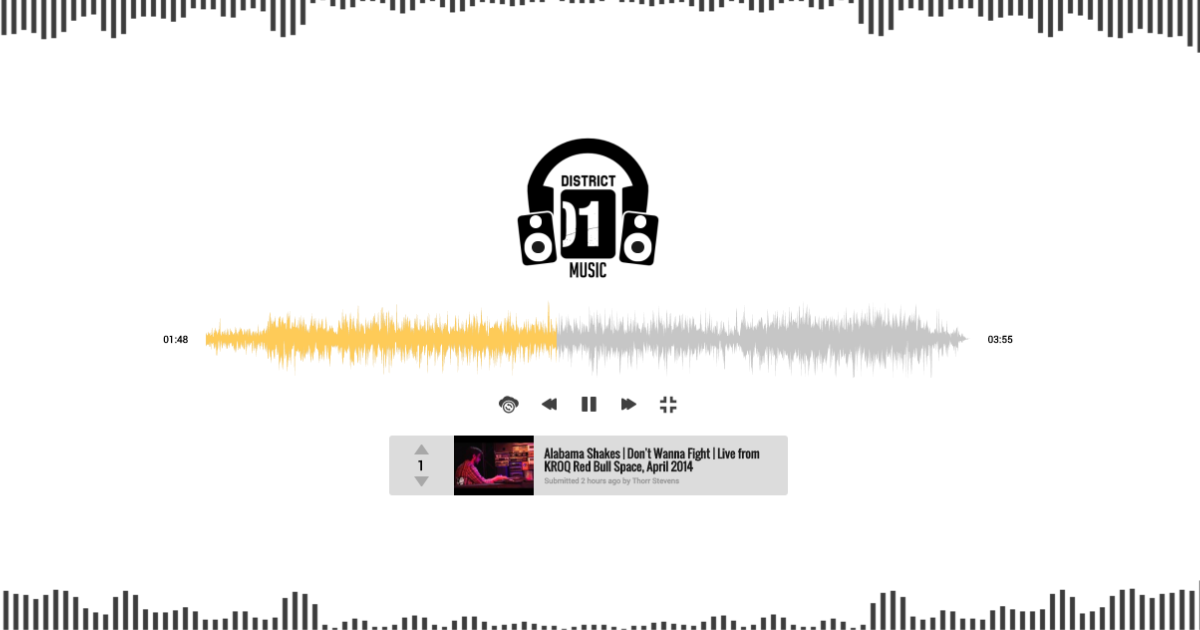 DISTRICT
01
MUSIC
01:48
03:55
1
Alabama Shakes | Don't Wanna Fight | Live from
KROQ Red Bull Space, April 2014
Submitted 2 hours ago by Thorr Stevens